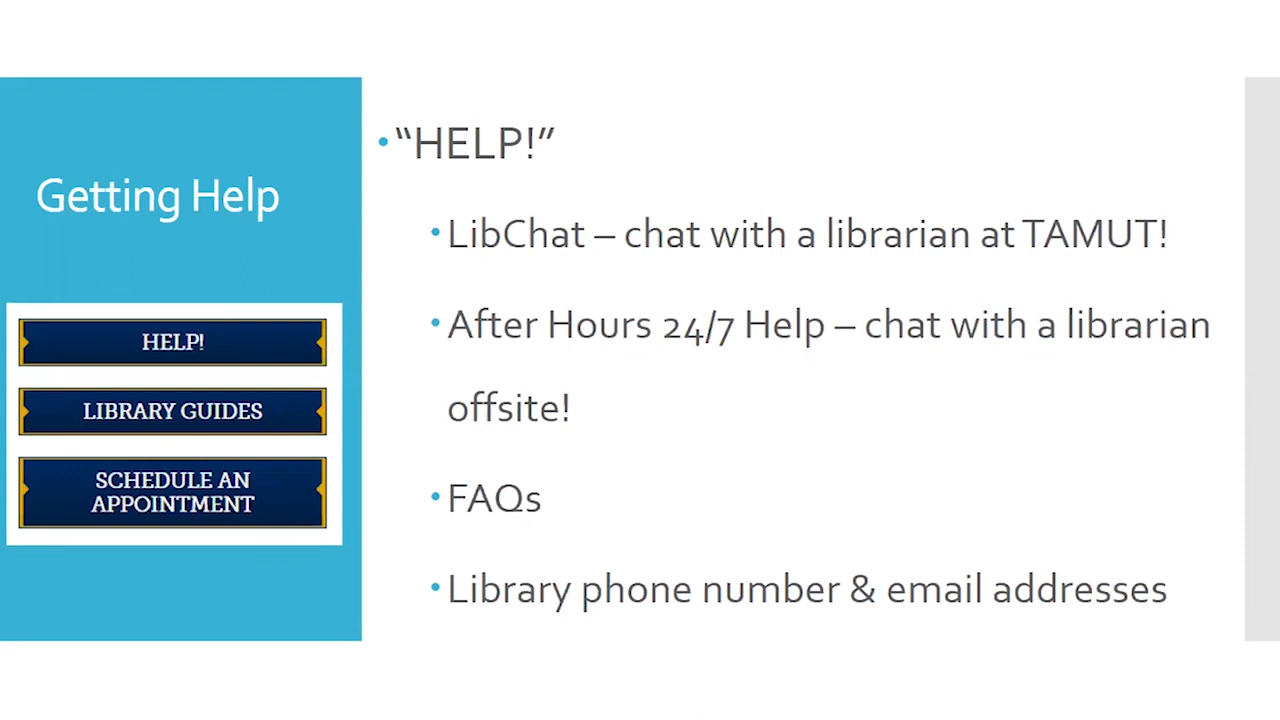 Getting Help
HELP!
LIBRARY GUIDES
SCHEDULE AN
APPOINTMENT
• “HELP!”
• LibChat – chat with a librarian at TAMUT!
• After Hours 24/7 Help – chat with a librarian
offsite!
• FAQs
• Library phone number & email addresses